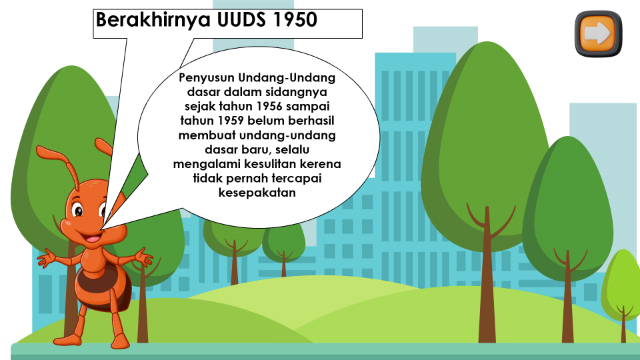 Berakhirnya UUDS 1950
Penyusun Undang-Undang
dasar dalam sidangnya
sejak tahun 1956 sampai
tahun 1959 belum berhasil
membuat undang-undang
dasar baru, selalu
mengalami kesulitan kerena
tidak pernah tercapai
kesepakatan